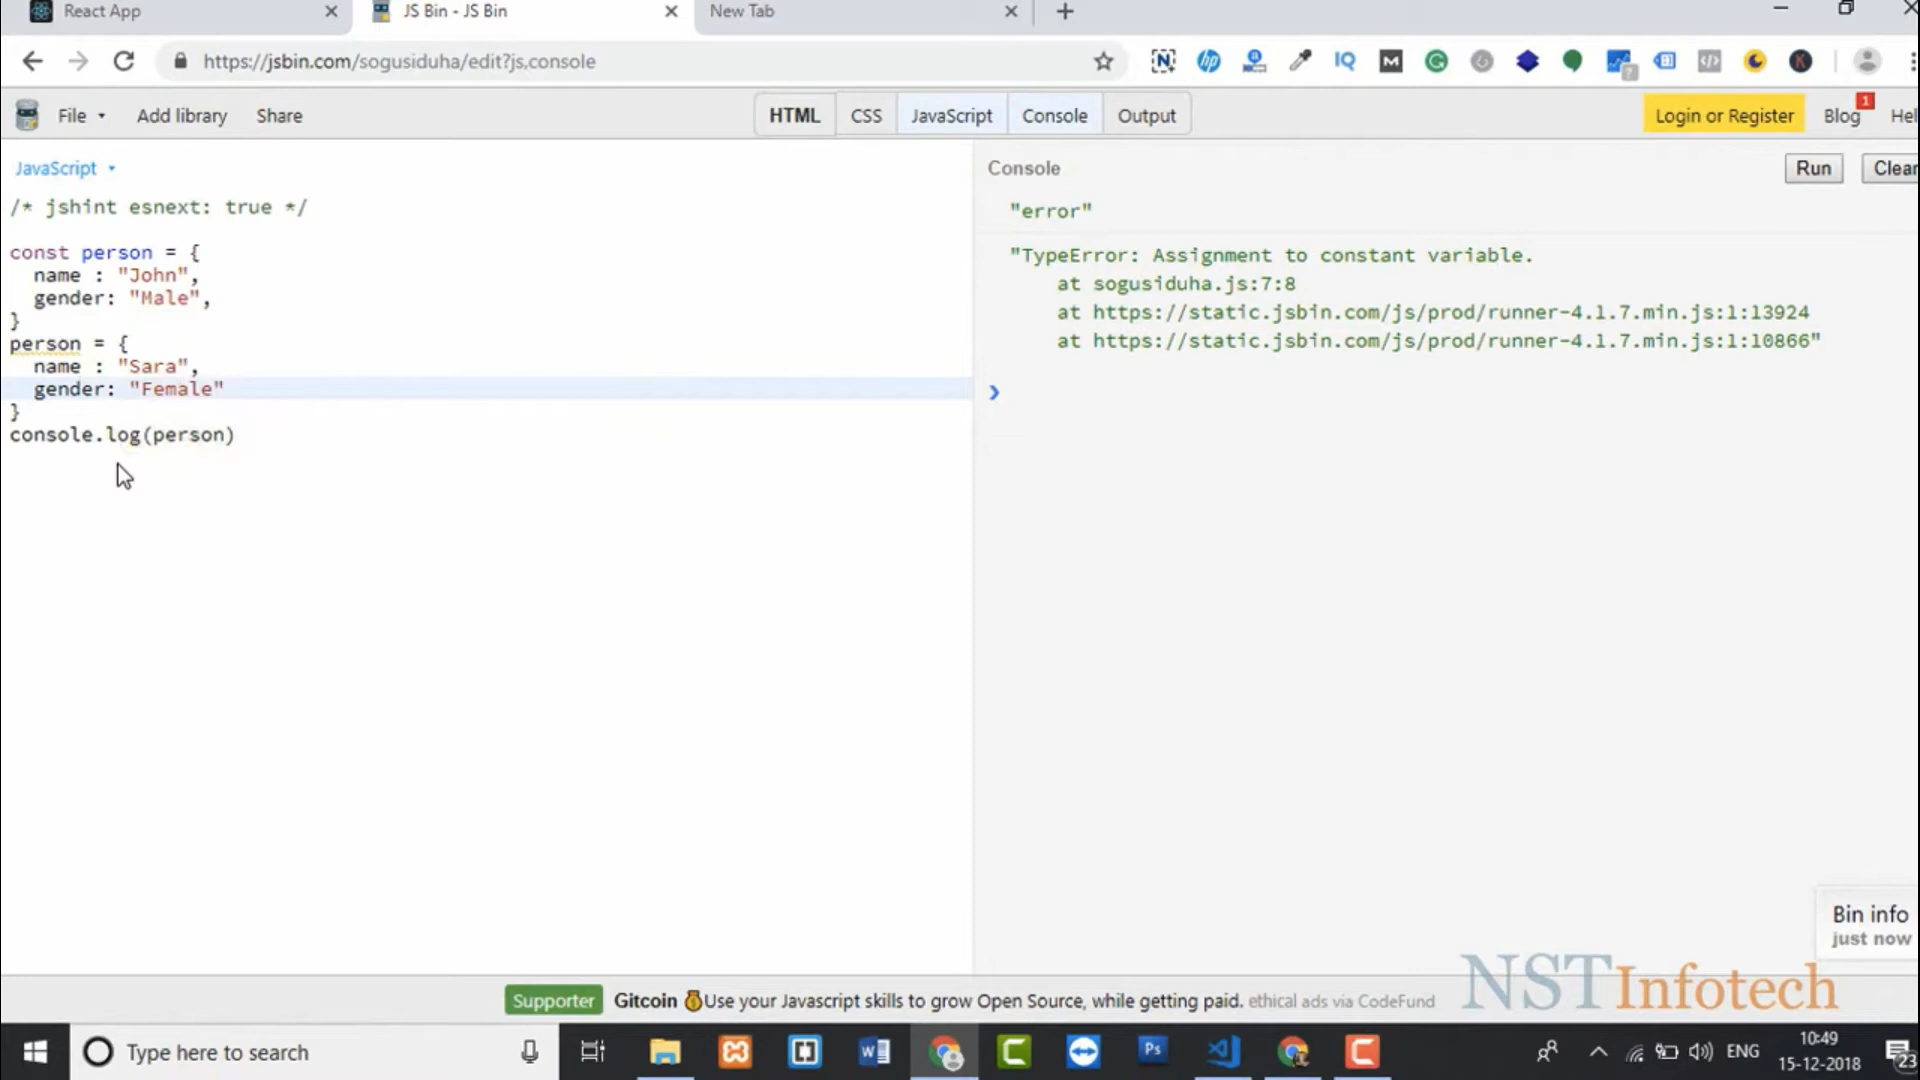 React App
JS Bin - JS Bin
New Tab
https://jsbin.com/sogusiduha/edit?js,console
File
Add library
Share
HTML
CSS
JavaScript
Console
Output
Login or Register
Blog
1
Hel
JavaScript
/* jshint esnext: true */
const person = {
name : "John",
gender: "Male",
}
person = {
name : "Sara",
gender: "Female"
}
console.log(person)
Console
Run
Clear
"error"
"TypeError: Assignment to constant variable.
at sogusiduha.js:7:8
at https://static.jsbin.com/js/prod/runner-4.1.7.min.js:1:13924
at https://static.jsbin.com/js/prod/runner-4.1.7.min.js:1:10866"
Bin info
just now
Supporter
Gitcoin Use your Javascript skills to grow Open Source, while getting paid. ethical ads via CodeFund
NSTInfotech
Type here to search
ENG
10:49
15-12-2018
23